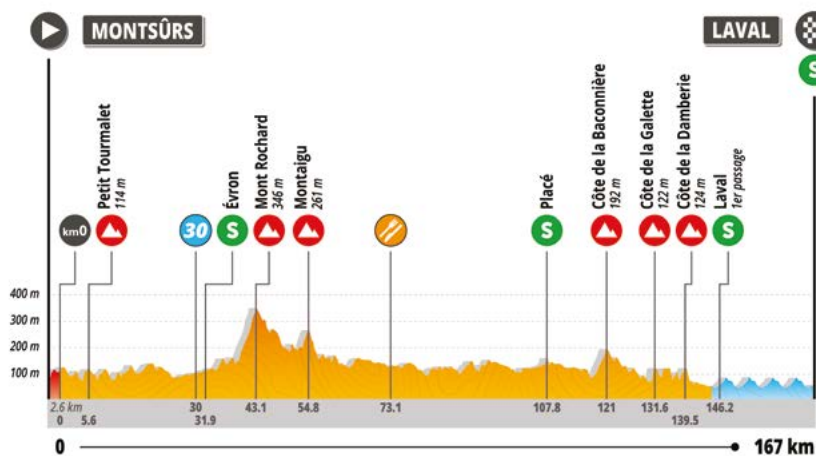 MONTSÛRS
LAVAL
S
km0
Petit Tourmalet
114 m
30
S
Évron
Mont Rochard
346 m
Montaigu
261 m
S
Placé
Côte de la Baconnière
192 m
Côte de la Galette
122 m
Côte de la Damberie
124 m
S
Laval
1er passage
400 m
300 m
200 m
100 m
2.6 km
0
5.6
30
31.9
43.1
54.8
73.1
107.8
121
131.6
139.5
146.2
0
167 km